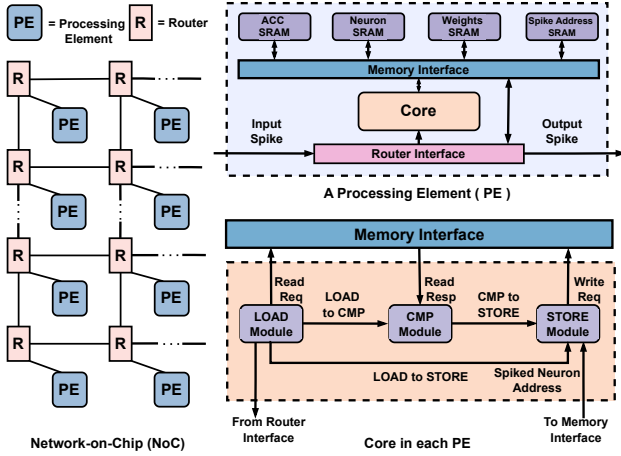 PE
= Processing
Element
R
= Router
R
R
PE
PE
R
R
PE
PE
R
R
PE
PE
R
R
PE
PE
Network-on-Chip (NoC)
ACC
SRAM
Neuron
SRAM
Weights
SRAM
Spike Address
SRAM
Memory Interface
Core
Input
Spike
Output
Spike
Router Interface
A Processing Element ( PE )
Memory Interface
Read
Req
Read
Resp
Write
Req
LOAD
to CMP
CMP to
STORE
LOAD
Module
CMP
Module
STORE
Module
LOAD to STORE
Spiked Neuron
Address
From Router
Interface
To Memory
Interface
Core in each PE